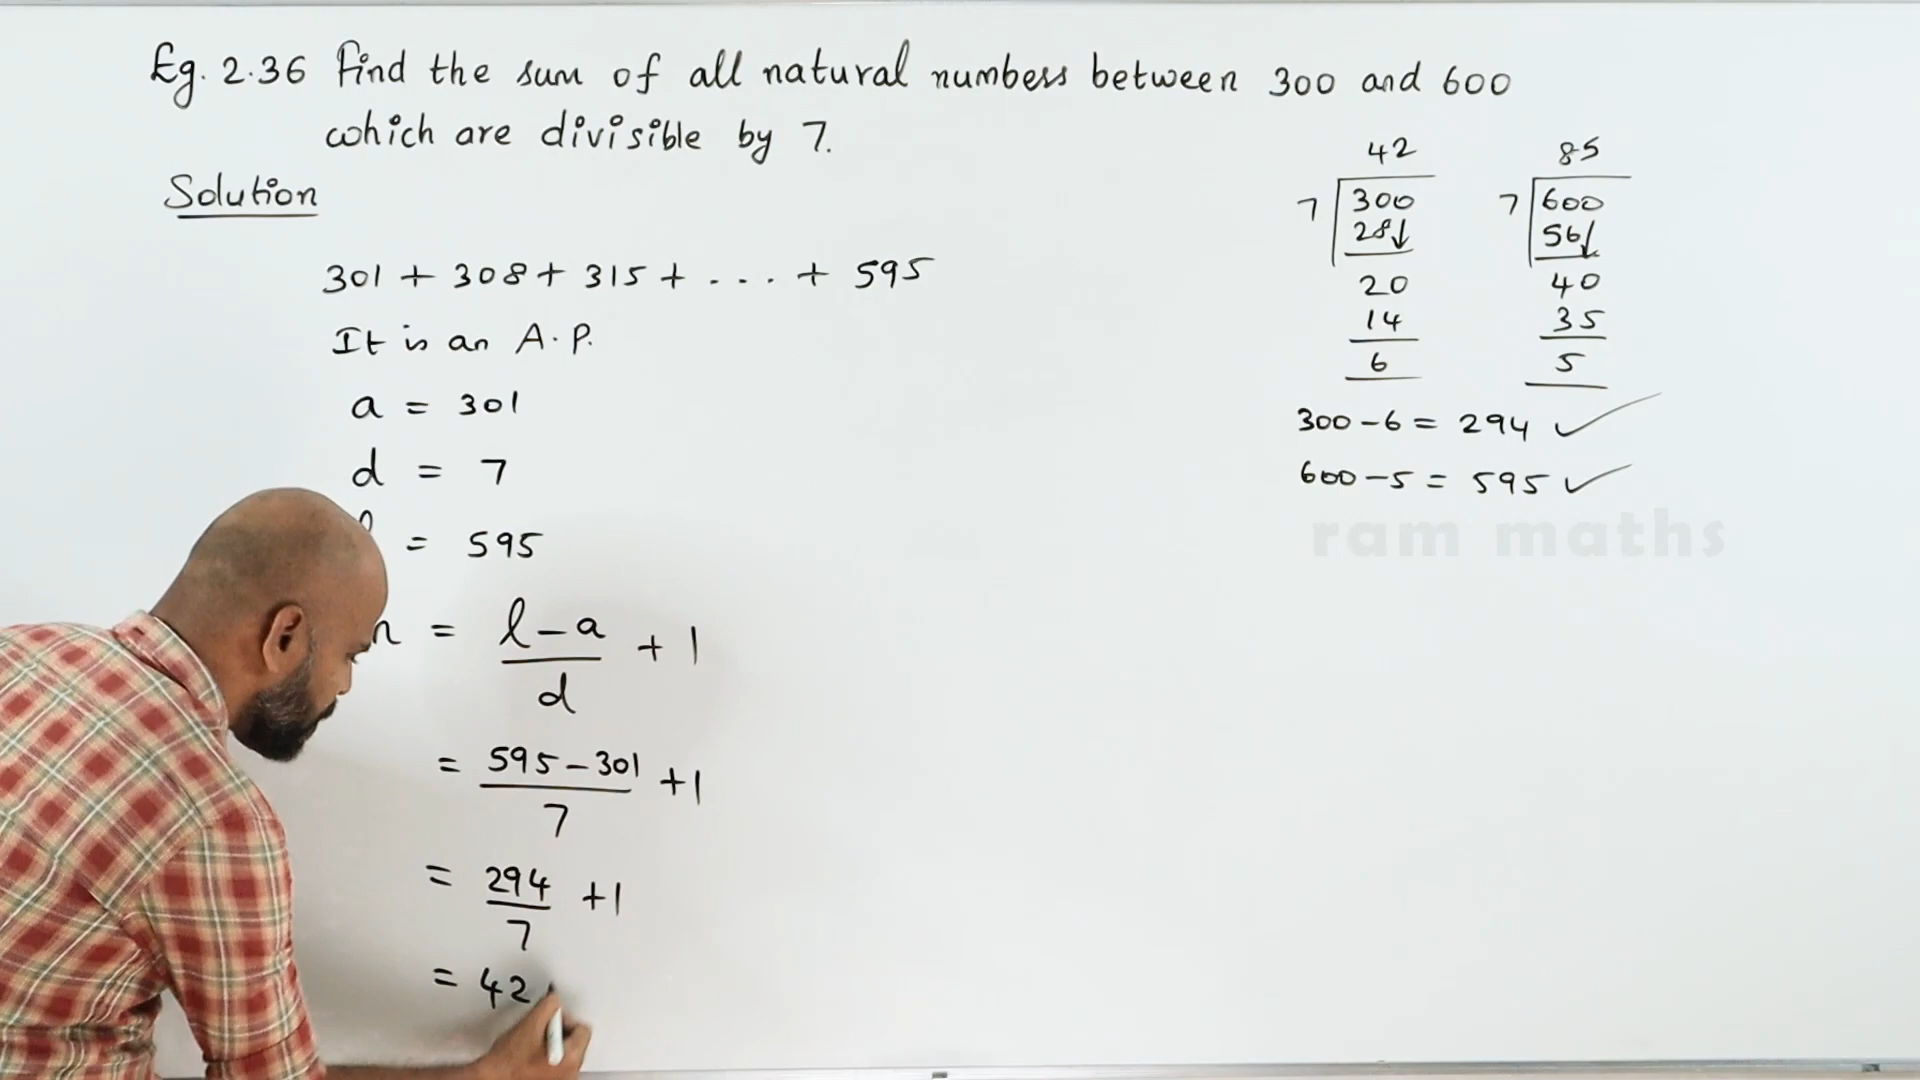 Eg. 2.36 Find the sum of all natural numbers between 300 and 600
which are divisible by 7.
Solution
301 + 308 + 315 + . . . + 595
It is an A.P.
a = 301
d = 7
l = 595
n = l - a / d + 1
= 595 - 301 / 7 + 1
= 294 / 7 + 1
= 42
42
7 300
28↓
20
14
6
85
7 600
56↓
40
35
5
300 - 6 = 294 ✓
600 - 5 = 595 ✓
ram maths